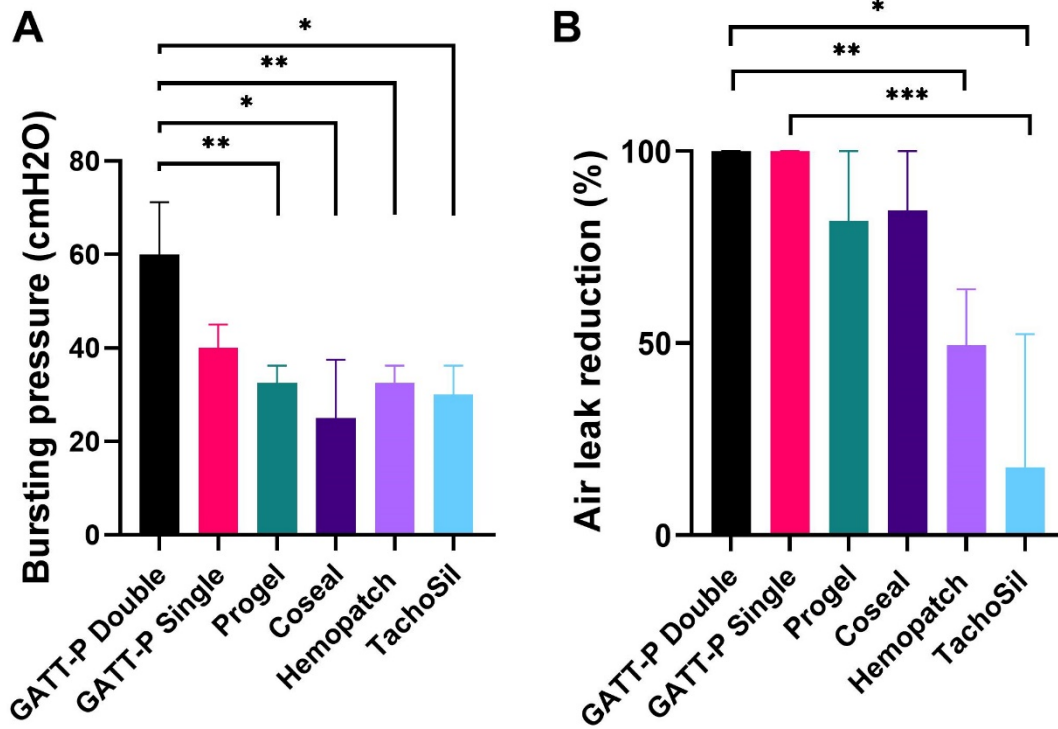 A
*
**
*
**
Bursting pressure (cmH2O)
80
60
40
20
0
GATT-P Double
GATT-P Single
Progel
Coseal
Hemopatch
TachoSil
B
*
**
***
Air leak reduction (%)
100
50
0
GATT-P Double
GATT-P Single
Progel
Coseal
Hemopatch
TachoSil